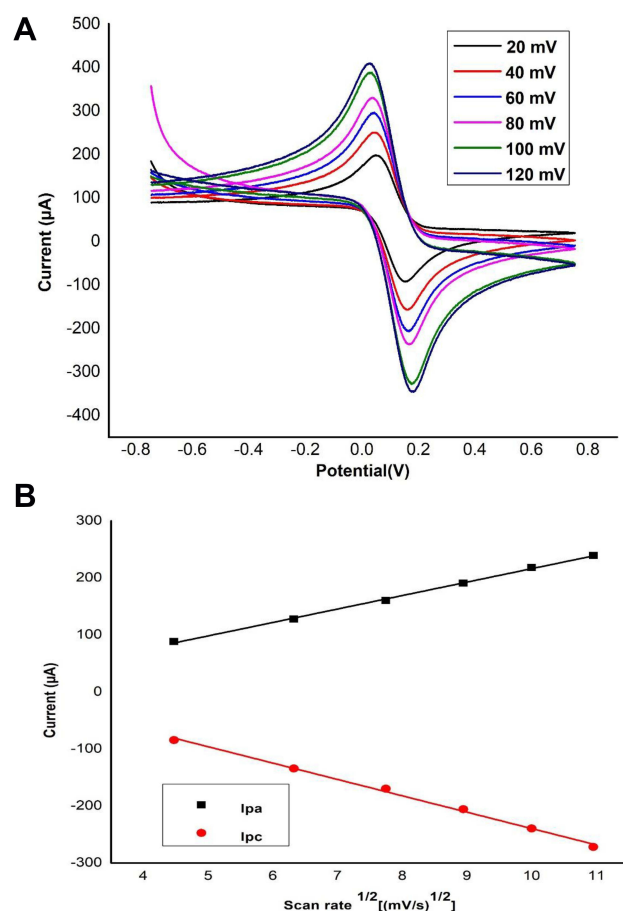 A
500
400
300
200
100
0
-100
-200
-300
-400
Current (µA)
20 mV
40 mV
60 mV
80 mV
100 mV
120 mV
-0.8 -0.6 -0.4 -0.2 0.0 0.2 0.4 0.6 0.8
Potential(V)
B
300
200
100
0
-100
-200
-300
Current (µA)
Ipa
Ipc
4 5 6 7 8 9 10 11
Scan rate 1/2[(mV/s)1/2]